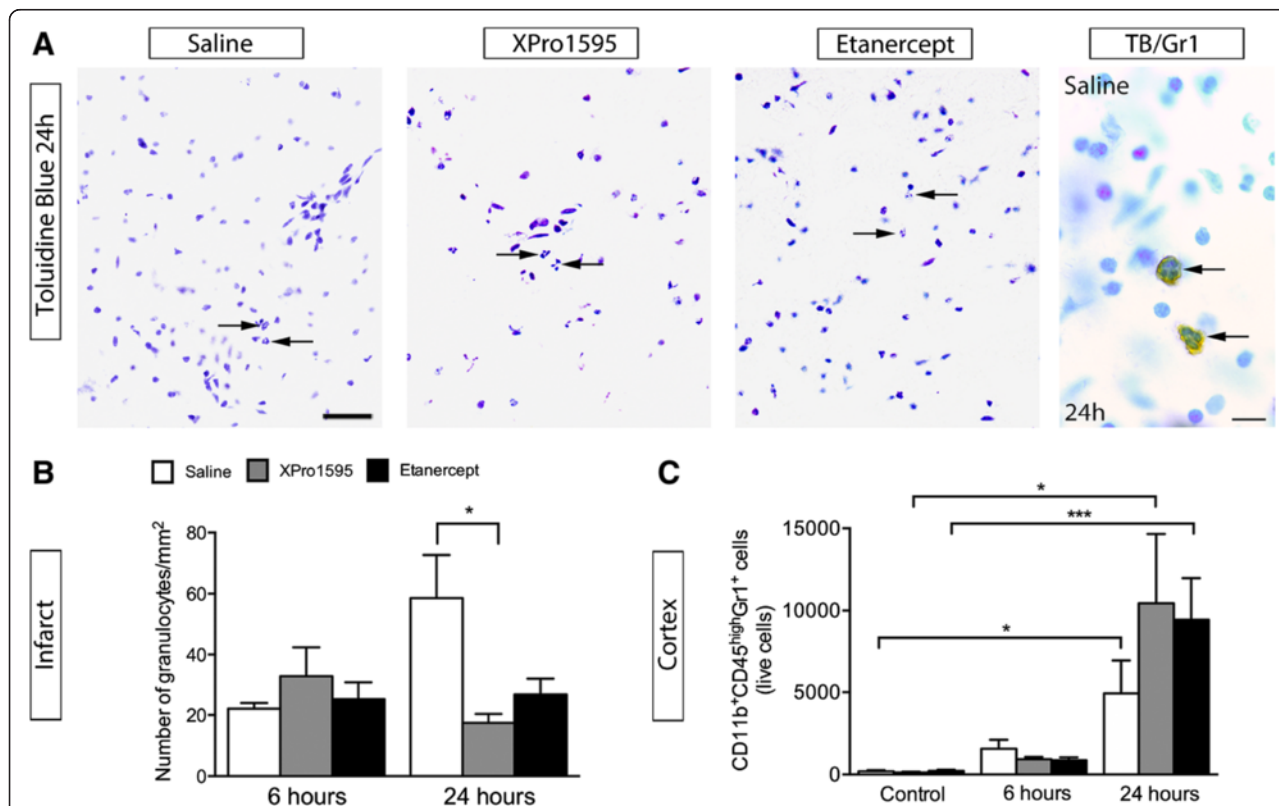 A
Saline
XPro1595
Etanercept
TB/Gr1
Toluidine Blue 24h
Saline
24h
B
Saline XPro1595 Etanercept
Infarct
Number of granulocytes/mm²
80
60
40
20
0
*
6 hours 24 hours
C
Cortex
CD11b⁺CD45ʰⁱᵍʰGr1⁺ cells
(live cells)
15000
10000
5000
0
*
***
*
Control 6 hours 24 hours